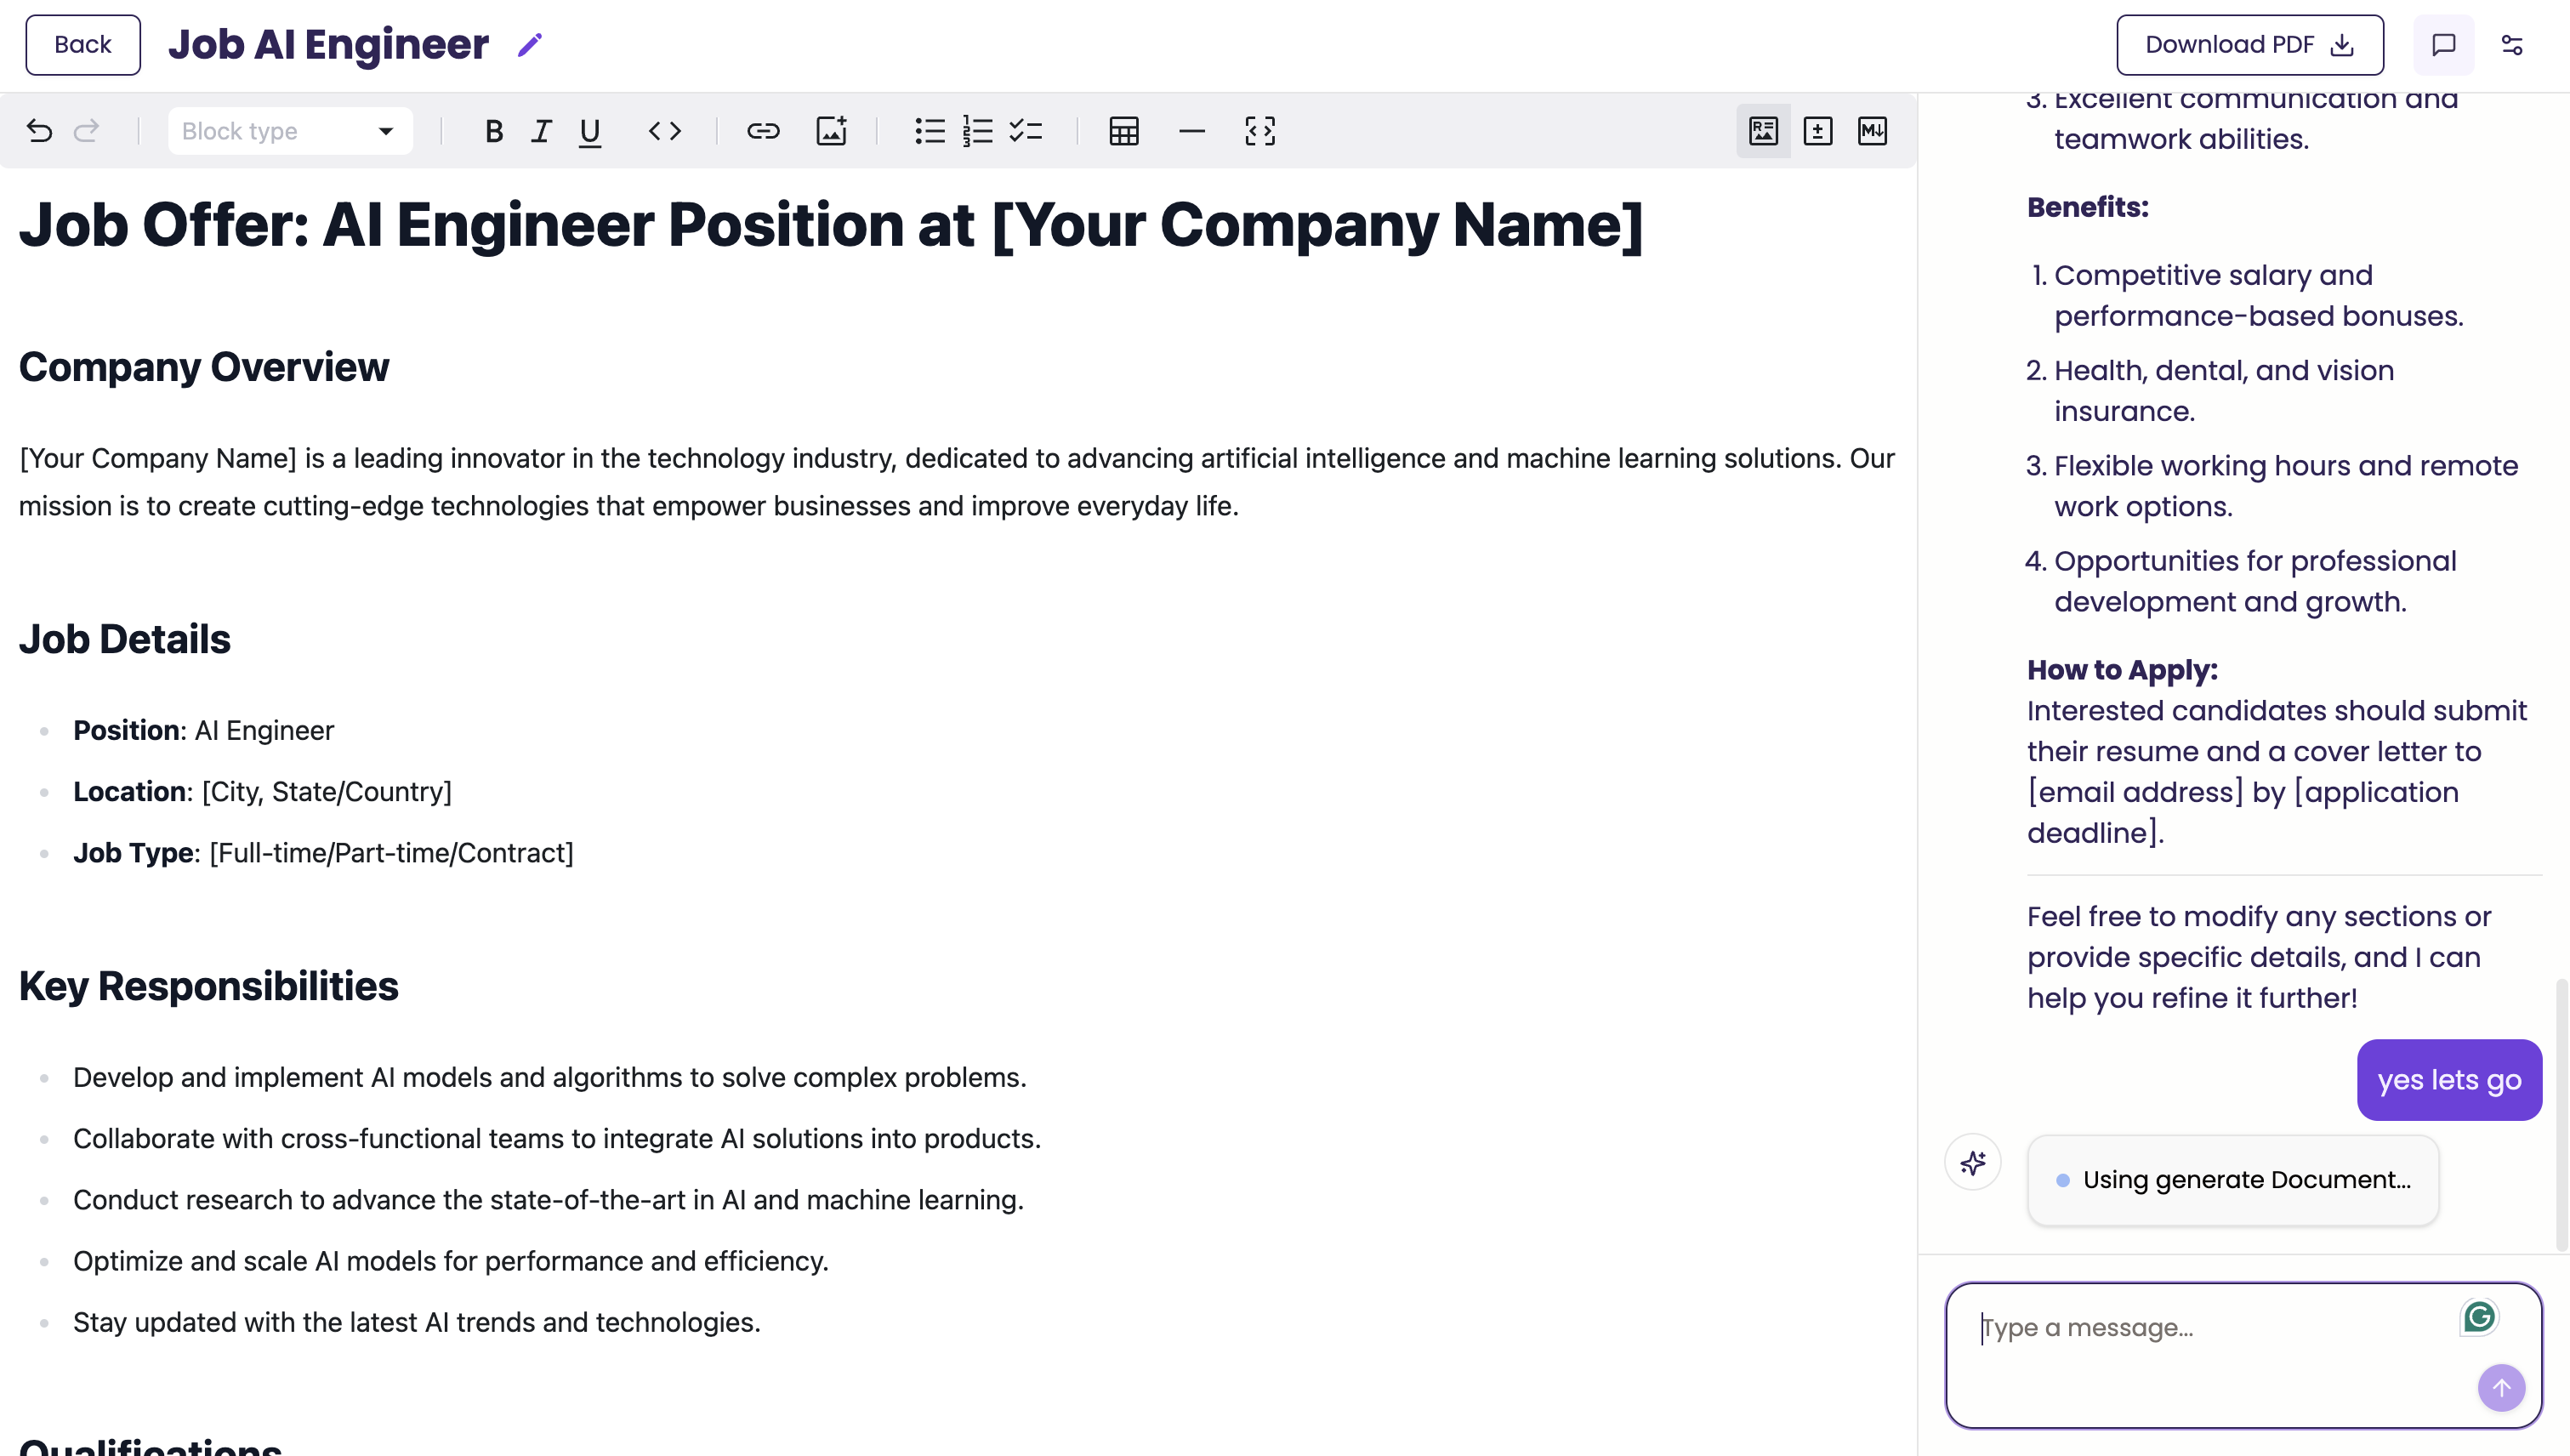 Back
Job AI Engineer
Download PDF
Block type
B I U
R
M
Job Offer: AI Engineer Position at [Your Company Name]
Company Overview
[Your Company Name] is a leading innovator in the technology industry, dedicated to advancing artificial intelligence and machine learning solutions. Our
mission is to create cutting-edge technologies that empower businesses and improve everyday life.
Job Details
Position: AI Engineer
Location: [City, State/Country]
Job Type: [Full-time/Part-time/Contract]
Key Responsibilities
Develop and implement AI models and algorithms to solve complex problems.
Collaborate with cross-functional teams to integrate AI solutions into products.
Conduct research to advance the state-of-the-art in AI and machine learning.
Optimize and scale AI models for performance and efficiency.
Stay updated with the latest AI trends and technologies.
Qualifications
3. Excellent communication and
teamwork abilities.
Benefits:
1. Competitive salary and
performance-based bonuses.
2. Health, dental, and vision
insurance.
3. Flexible working hours and remote
work options.
4. Opportunities for professional
development and growth.
How to Apply:
Interested candidates should submit
their resume and a cover letter to
[email address] by [application
deadline].
Feel free to modify any sections or
provide specific details, and I can
help you refine it further!
yes lets go
Using generate Document...
Type a message...
G